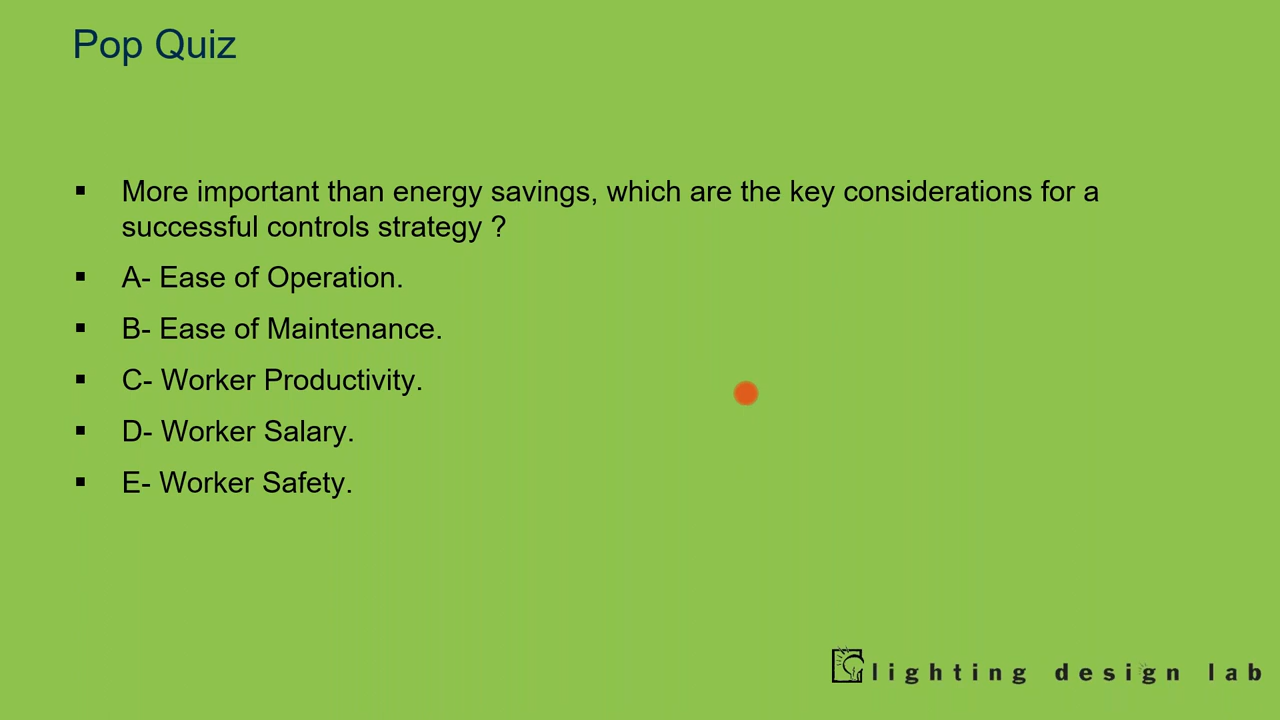 Pop Quiz
▪ More important than energy savings, which are the key considerations for a
successful controls strategy ?
▪ A- Ease of Operation.
▪ B- Ease of Maintenance.
▪ C- Worker Productivity.
▪ D- Worker Salary.
▪ E- Worker Safety.
lighting design lab